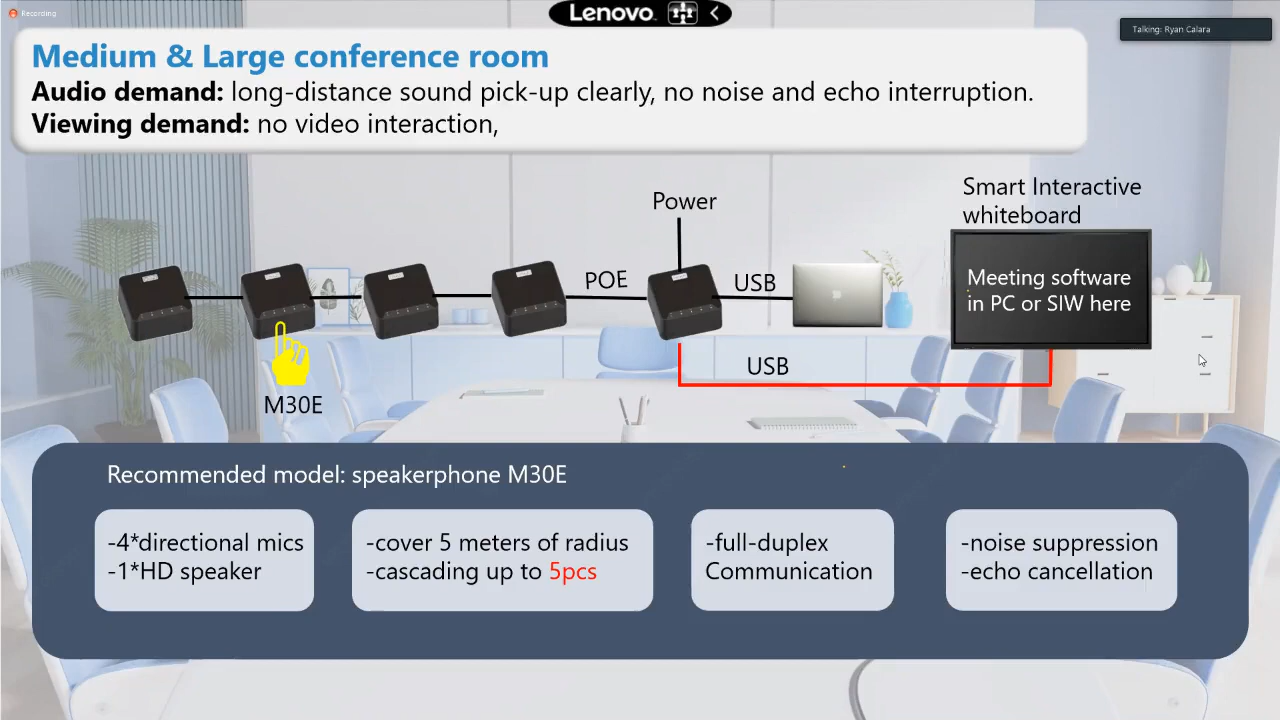 Recording
Lenovo
Talking: Ryan Calara
Medium & Large conference room
Audio demand: long-distance sound pick-up clearly, no noise and echo interruption.
Viewing demand: no video interaction,
Power
Smart Interactive
whiteboard
POE
USB
Meeting software
in PC or SIW here
USB
M30E
Recommended model: speakerphone M30E
-4*directional mics
-1*HD speaker
-cover 5 meters of radius
-cascading up to 5pcs
-full-duplex
Communication
-noise suppression
-echo cancellation